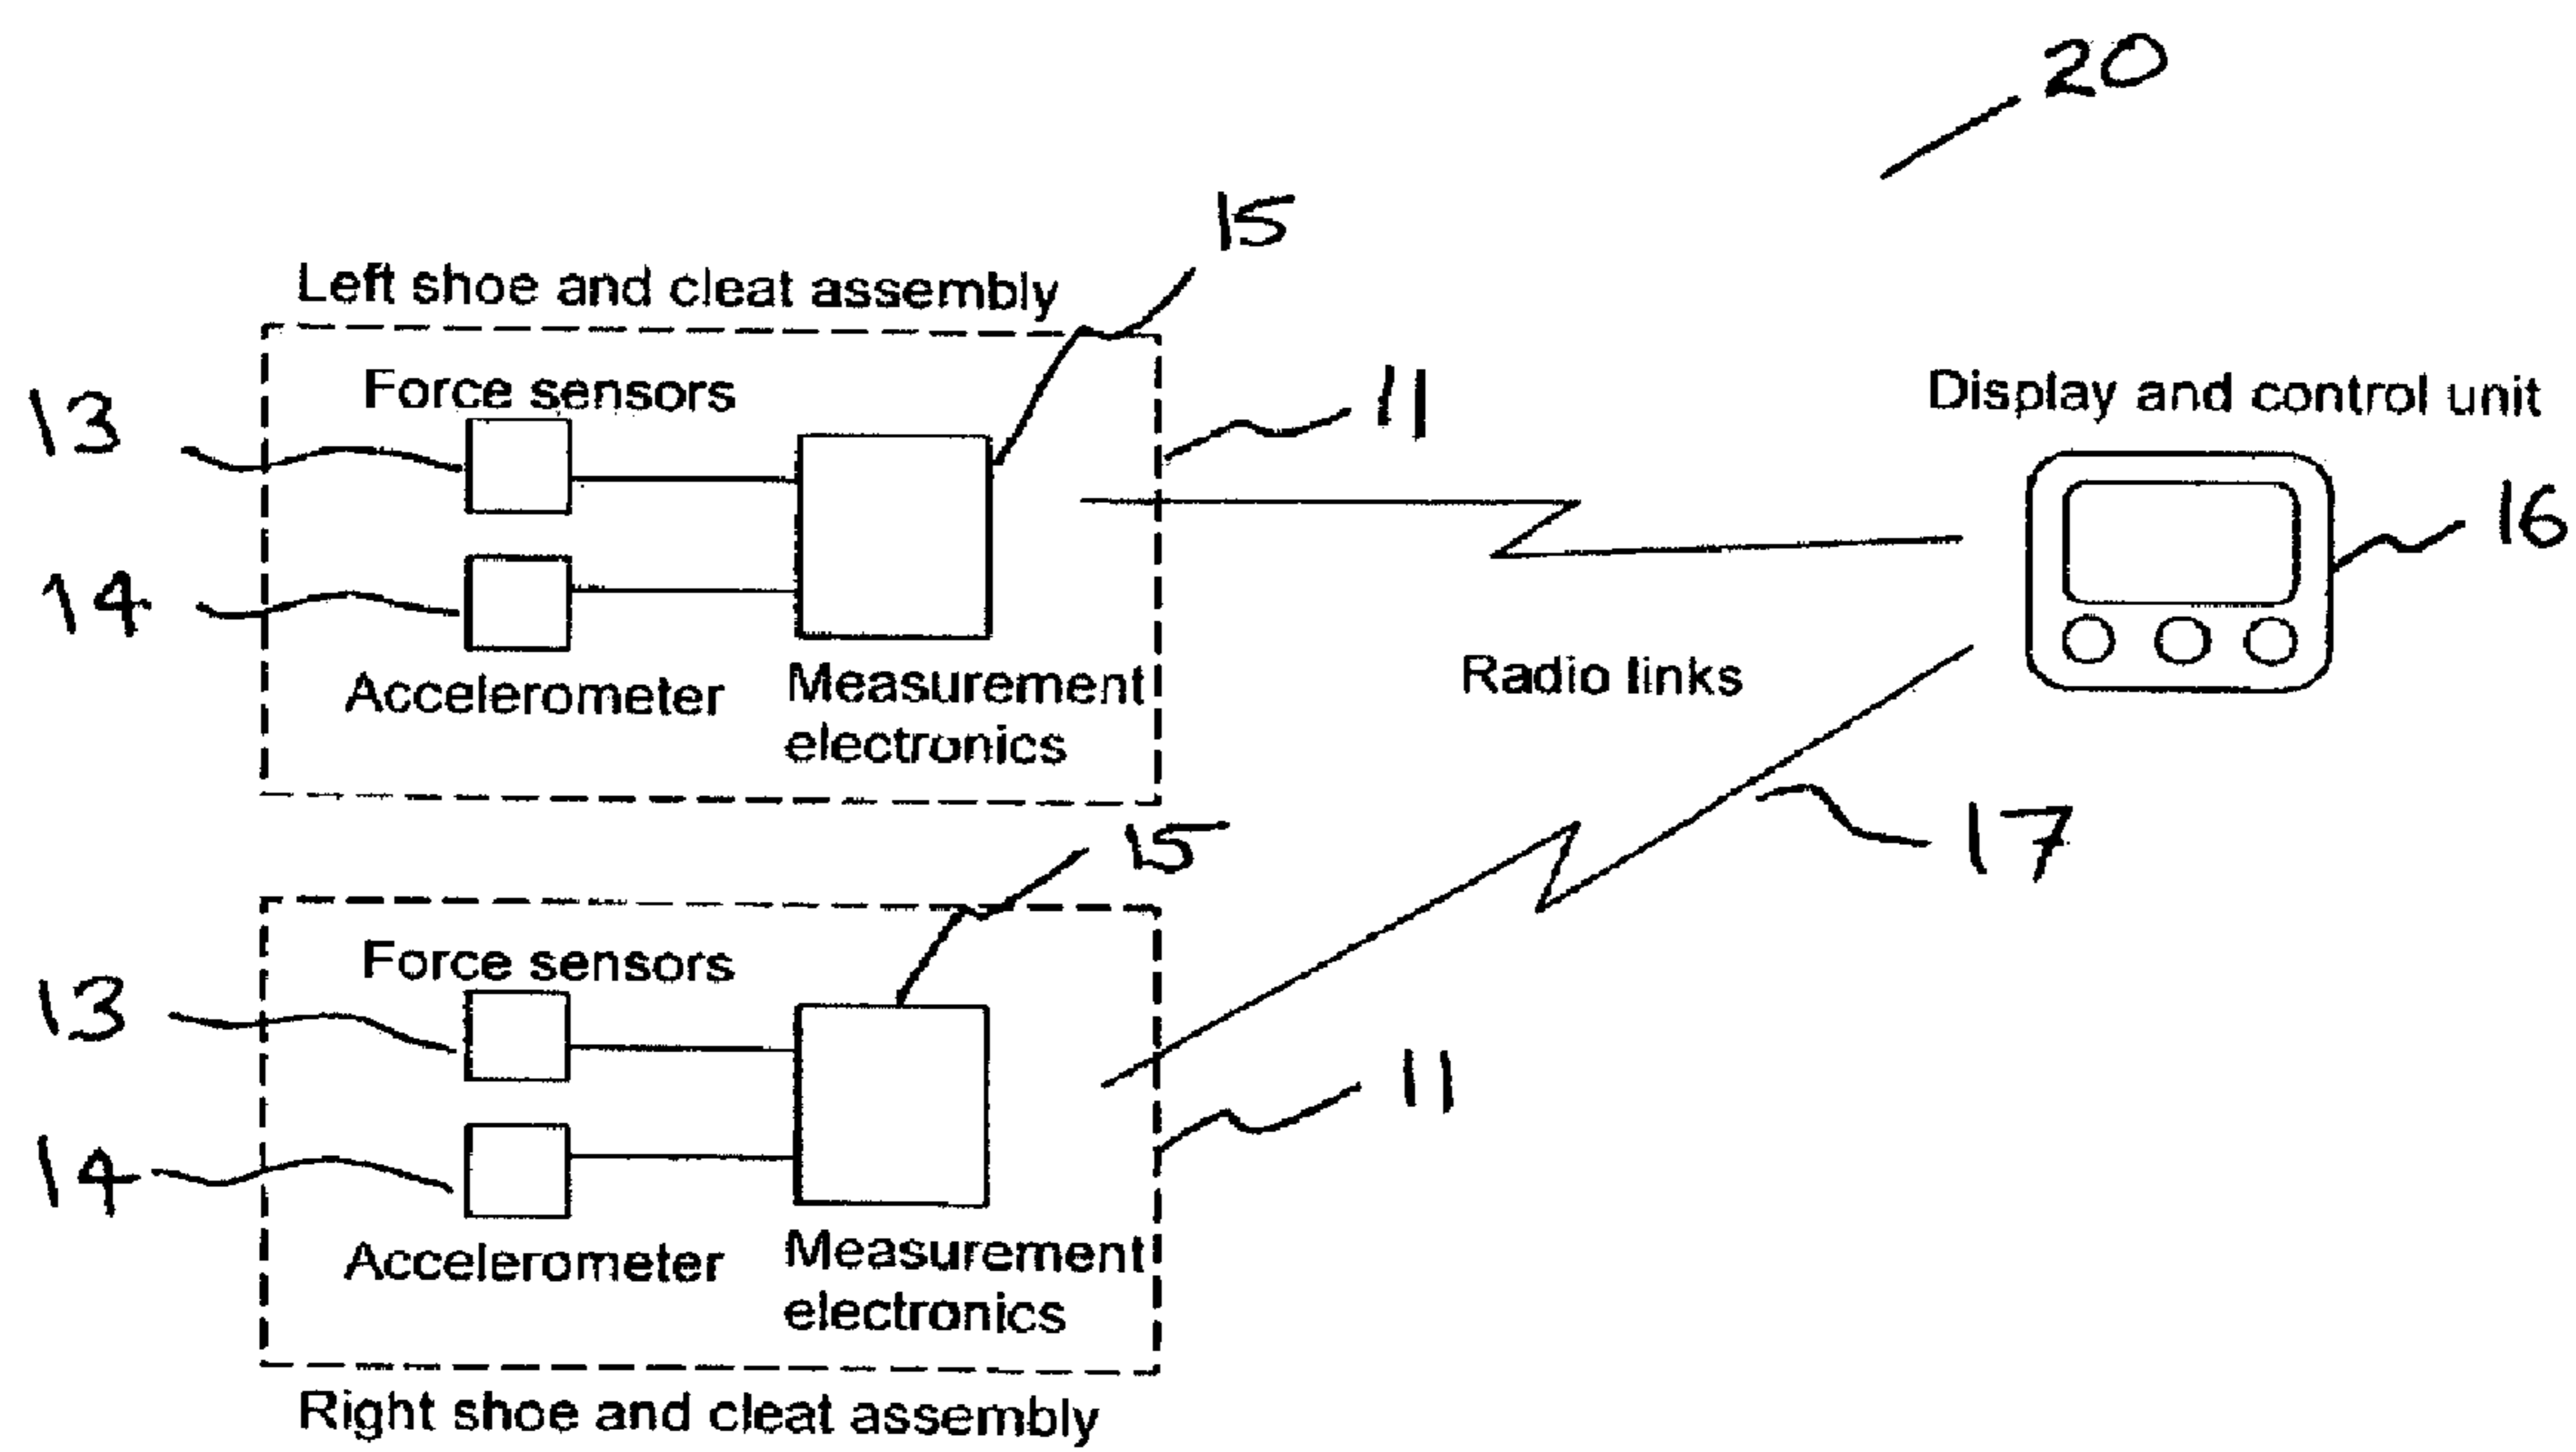 20
15
Left shoe and cleat assembly
13
Force sensors
11
Display and control unit
16
14
Accelerometer
Measurement
electronics
Radio links
17
15
13
Force sensors
11
14
Accelerometer
Measurement
electronics
Right shoe and cleat assembly